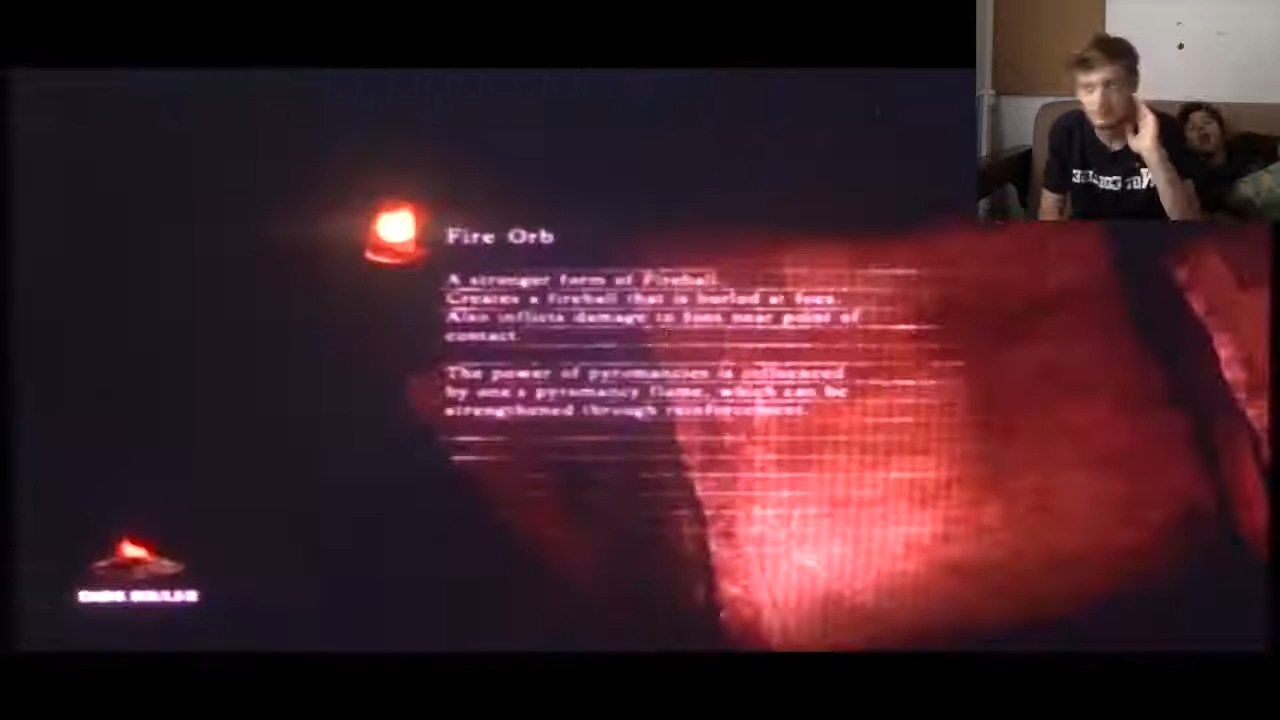 Fire Orb
A stronger form of Fireball.
Creates a fireball that is hurled at foes.
Also inflicts damage to foes near point of
contact.
The power of pyromancies is influenced
by one's pyromancy flame, which can be
strengthened through reinforcement.